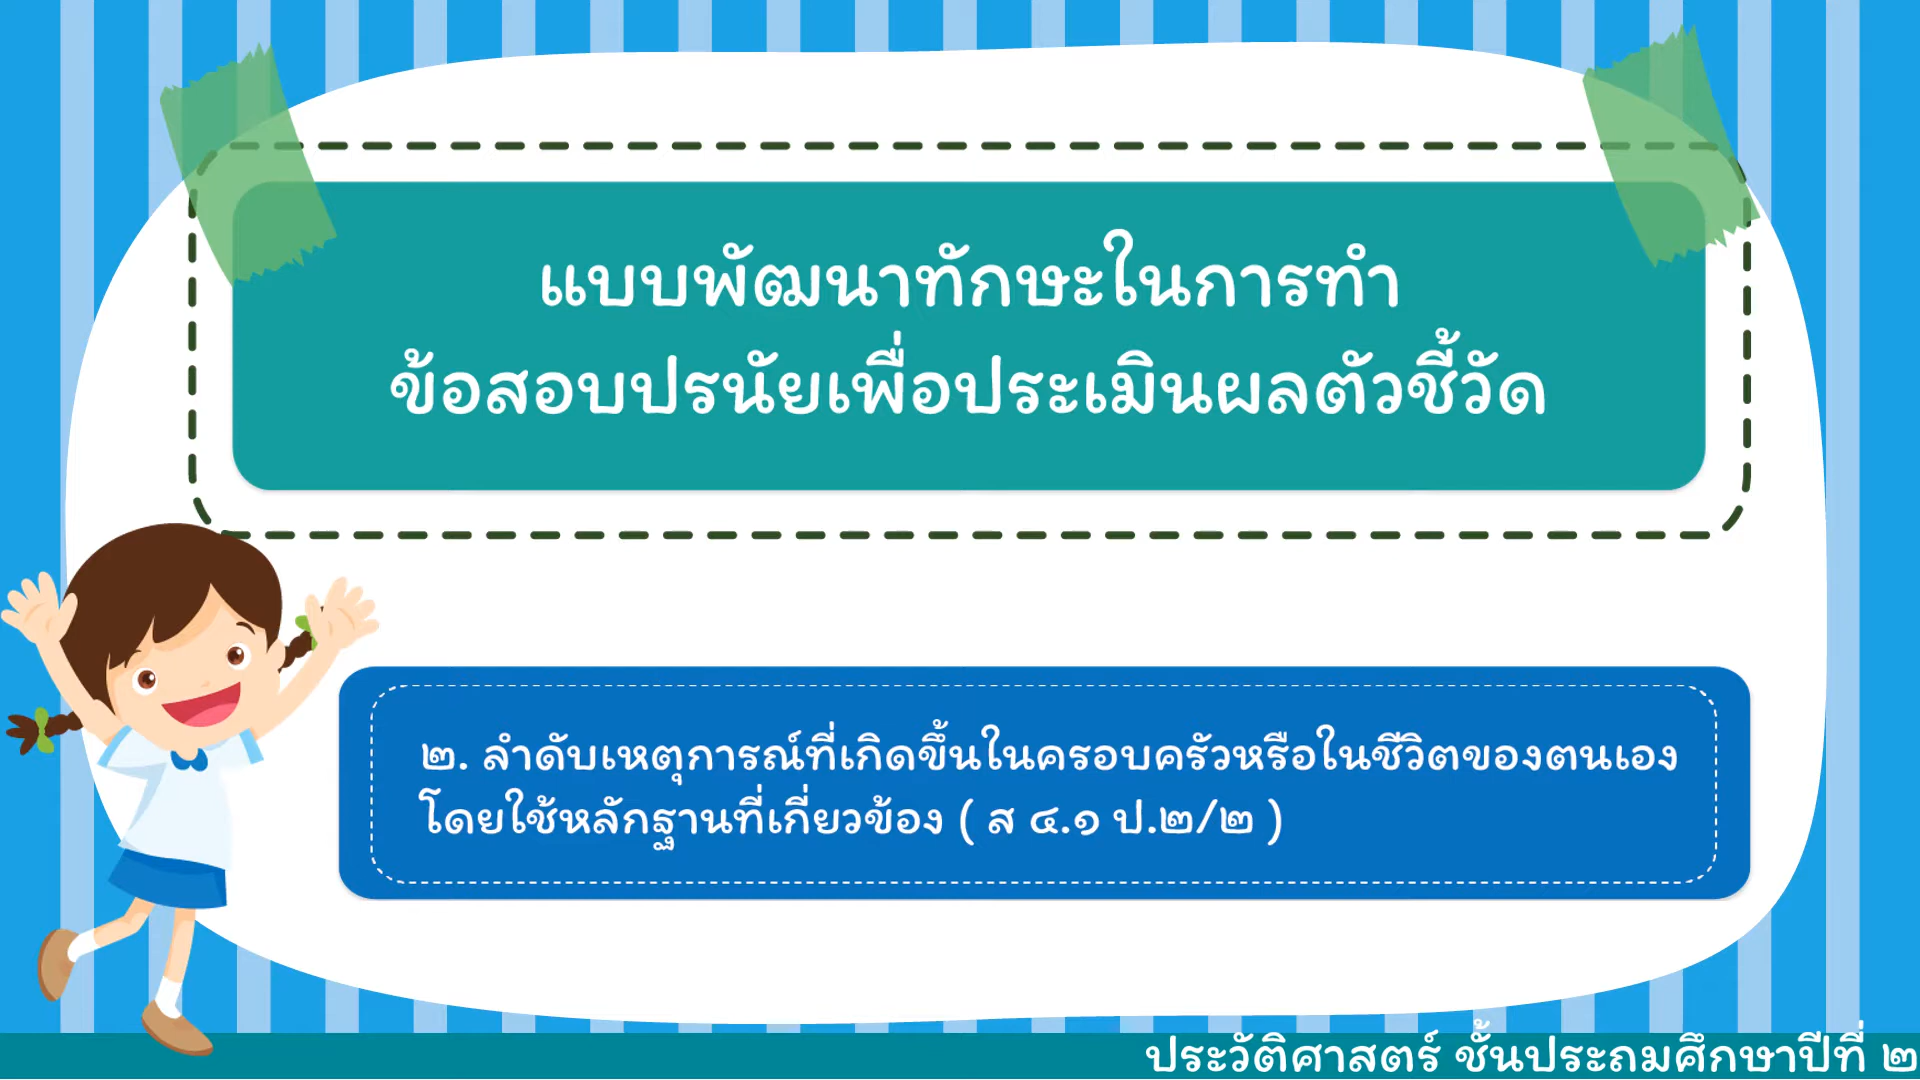 แบบพัฒนาทักษะในการทำ
ข้อสอบปรนัยเพื่อประเมินผลตัวชี้วัด
๒. ลำดับเหตุการณ์ที่เกิดขึ้นในครอบครัวหรือในชีวิตของตนเอง
โดยใช้หลักฐานที่เกี่ยวข้อง ( ส ๔.๑ ป.๒/๒ )
ประวัติศาสตร์ ชั้นประถมศึกษาปีที่ ๒